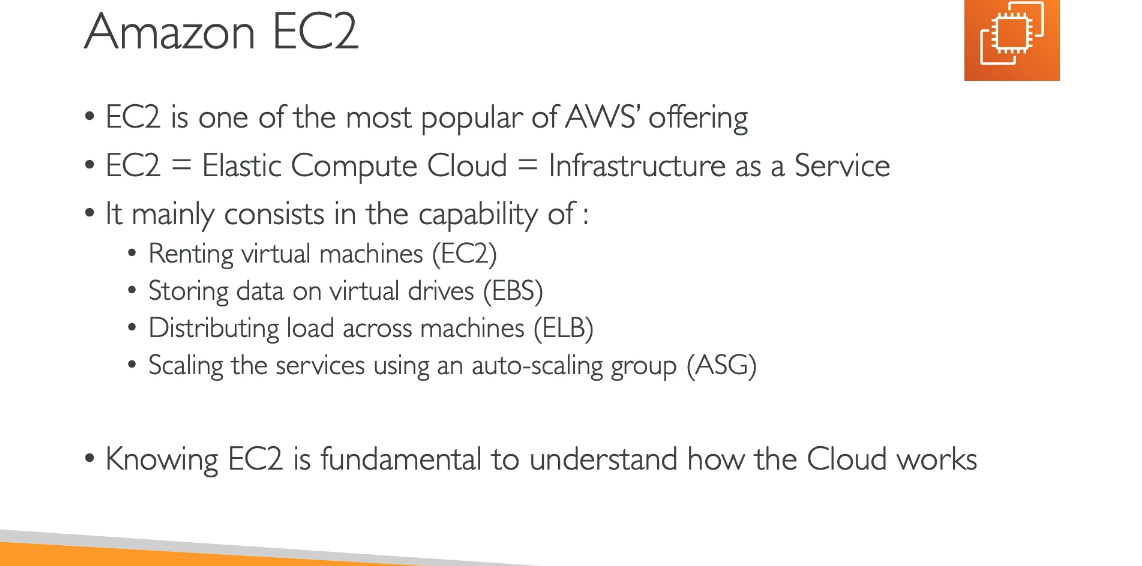 Amazon EC2
• EC2 is one of the most popular of AWS’ offering
• EC2 = Elastic Compute Cloud = Infrastructure as a Service
• It mainly consists in the capability of :
• Renting virtual machines (EC2)
• Storing data on virtual drives (EBS)
• Distributing load across machines (ELB)
• Scaling the services using an auto-scaling group (ASG)
• Knowing EC2 is fundamental to understand how the Cloud works